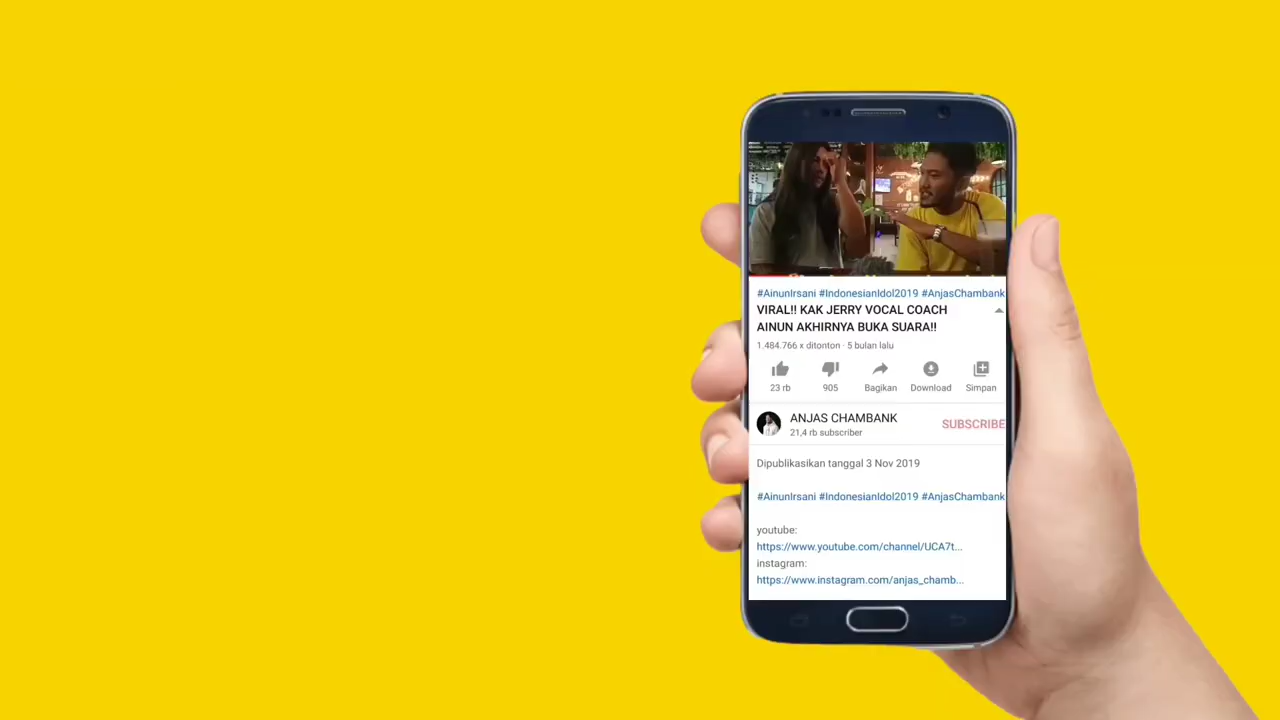 #AinunIrsani #IndonesianIdol2019 #AnjasChambank
VIRAL!! KAK JERRY VOCAL COACH
AINUN AKHIRNYA BUKA SUARA!!
1.484.766 x ditonton · 5 bulan lalu
23 rb 905 Bagikan Download Simpan
ANJAS CHAMBANK SUBSCRIBE
21,4 rb subscriber
Dipublikasikan tanggal 3 Nov 2019
#AinunIrsani #IndonesianIdol2019 #AnjasChambank
youtube:
https://www.youtube.com/channel/UCA7t...
instagram:
https://www.instagram.com/anjas_chamb...